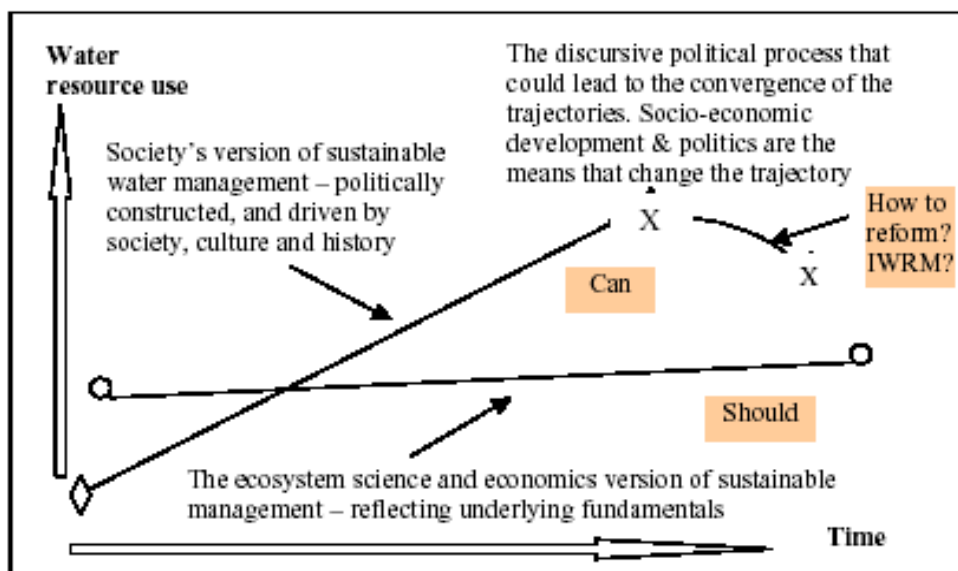 Water
resource use
The discursive political process that
could lead to the convergence of the
trajectories. Socio-economic
development & politics are the
means that change the trajectory
Society's version of sustainable
water management – politically
constructed, and driven by
society, culture and history
X
How to
reform?
IWRM?
X
Can
Should
The ecosystem science and economics version of sustainable
management – reflecting underlying fundamentals
Time